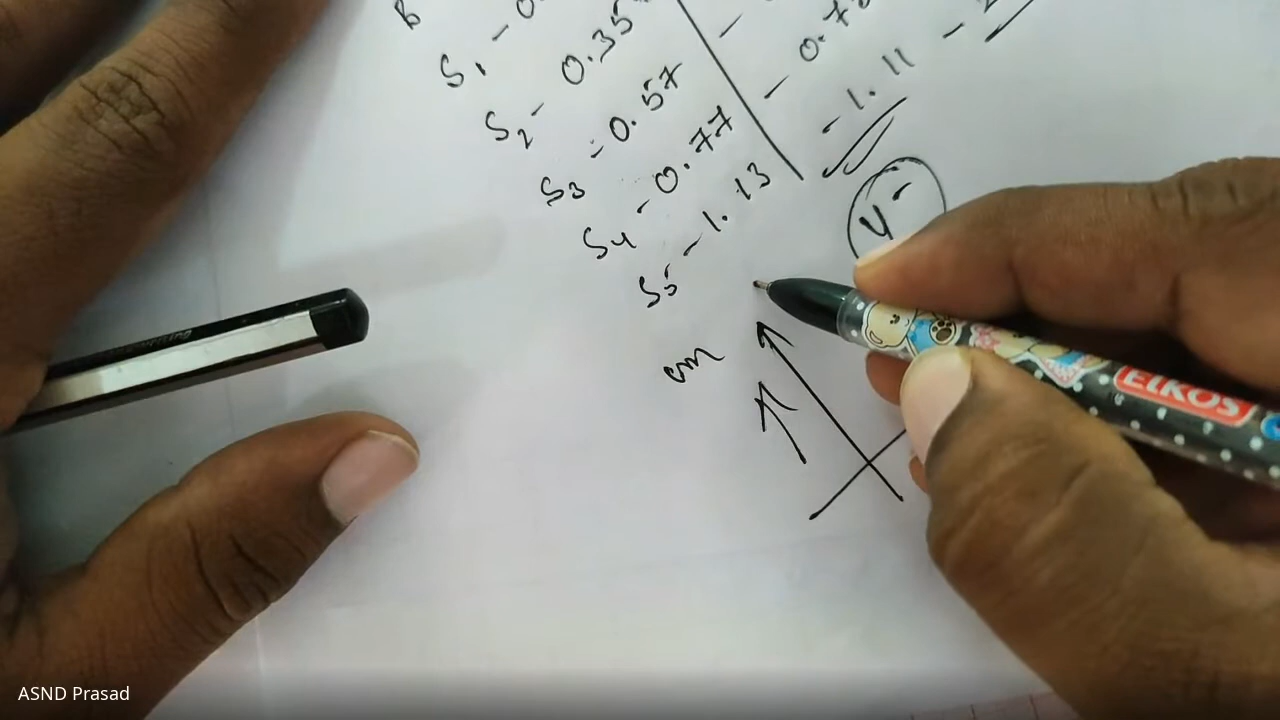 B
S1 - 0.
S2 - 0.35
S3 - 0.57 - 0.78
S4 - 0.77 - 1.11
S5 - 1.13
Y -
cm
ELKOS
ASND Prasad